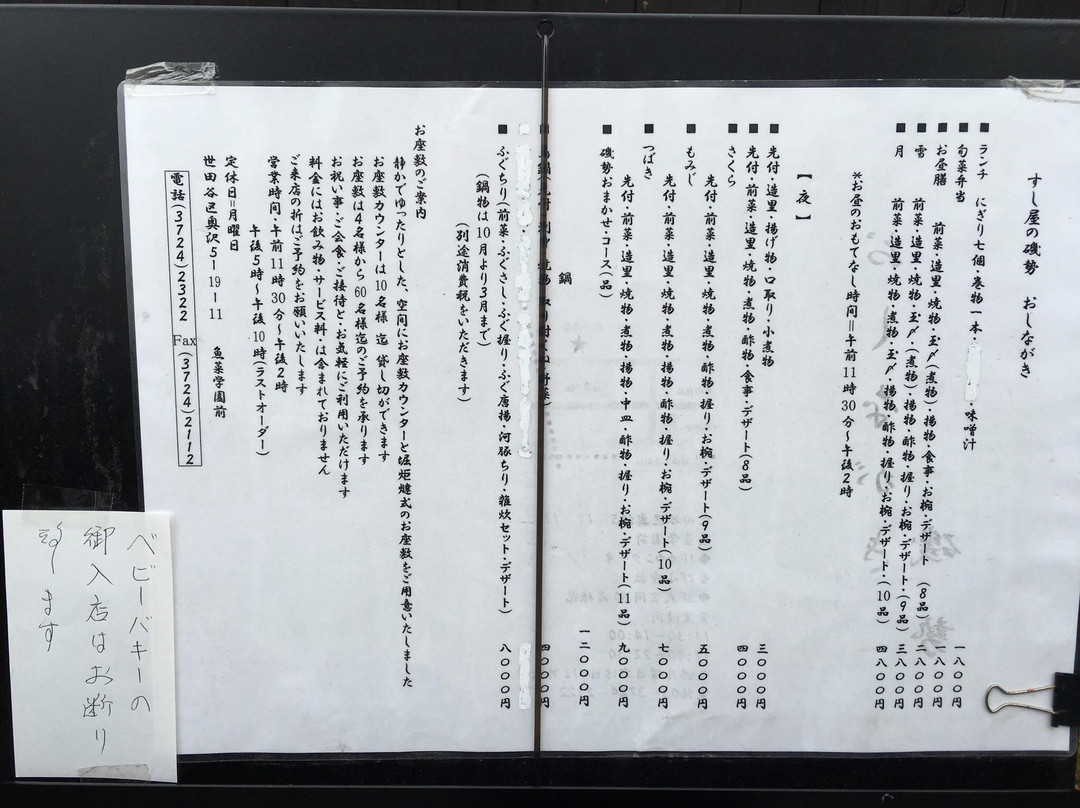 すし屋の磯勢 おしながき
■ ランチ にぎり七個・巻物一本・ ・味噌汁
■ 旬菜弁当 一八〇〇円
■ お昼膳 前菜・造里・焼物・玉〆(煮物)・揚物・食事・お椀・デザート (8品) 一八〇〇円
■ 雪 前菜・造里・焼物・玉〆・(煮物)・揚物・酢物・握り・お椀・デザート・(9品) 二八〇〇円
■ 月 前菜・造里・焼物・煮物・玉〆・揚物・酢物・握り・お椀・デザート・(10品) 三八〇〇円
四八〇〇円
*お昼のおもてなし時間=午前11時30分~午後2時
【夜】
■ 先付・造里・揚げ物・口取り・小煮物 三〇〇〇円
■ さくら 先付・前菜・造里・焼物・煮物・酢物・食事・デザート(8品) 四〇〇〇円
■ もみじ
先付・前菜・造里・焼物・煮物・酢物・握り・お椀・デザート(9品) 五〇〇〇円
■ つばき
先付・前菜・造里・焼物・煮物・揚物・酢物・握り・お椀・デザート(10品) 七〇〇〇円
先付・前菜・造里・焼物・煮物・揚物・中皿・酢物・握り・お椀・デザート(11品) 九〇〇〇円
■ 磯勢おまかせ・コース(品) 一二〇〇〇円
鍋
四〇〇〇円
■ ふぐちり(前菜・ふぐさし・ふぐ握り・ふぐ唐揚・河豚ちり・雑炊セット・デザート) 八〇〇〇円
(鍋物は10月より3月まで)
(別途消費税をいただきます)
お座敷のご案内
静かでゆったりとした、空間にお座敷カウンターと堀炬燵式のお座敷をご用意いたしました
お座敷カウンターは10名様 迄 貸し切ができます
お座敷は4名様から60名様迄のご予約を承ります
お祝い事・ご会食・ご接待と・お気軽にご利用いただけます
料金にはお飲み物・サービス料・は含まれておりません
ご来店の折はご予約をお願いいたします
営業時間・午前11時30分~午後2時
午後5時~午後10時(ラストオーダー)
定休日=月曜日
世田谷区奥沢5-19-11 魚菜学園前
電話(3724)2322 Fax(3724)2112
ベビーバキーの
御入店はお断り
致します